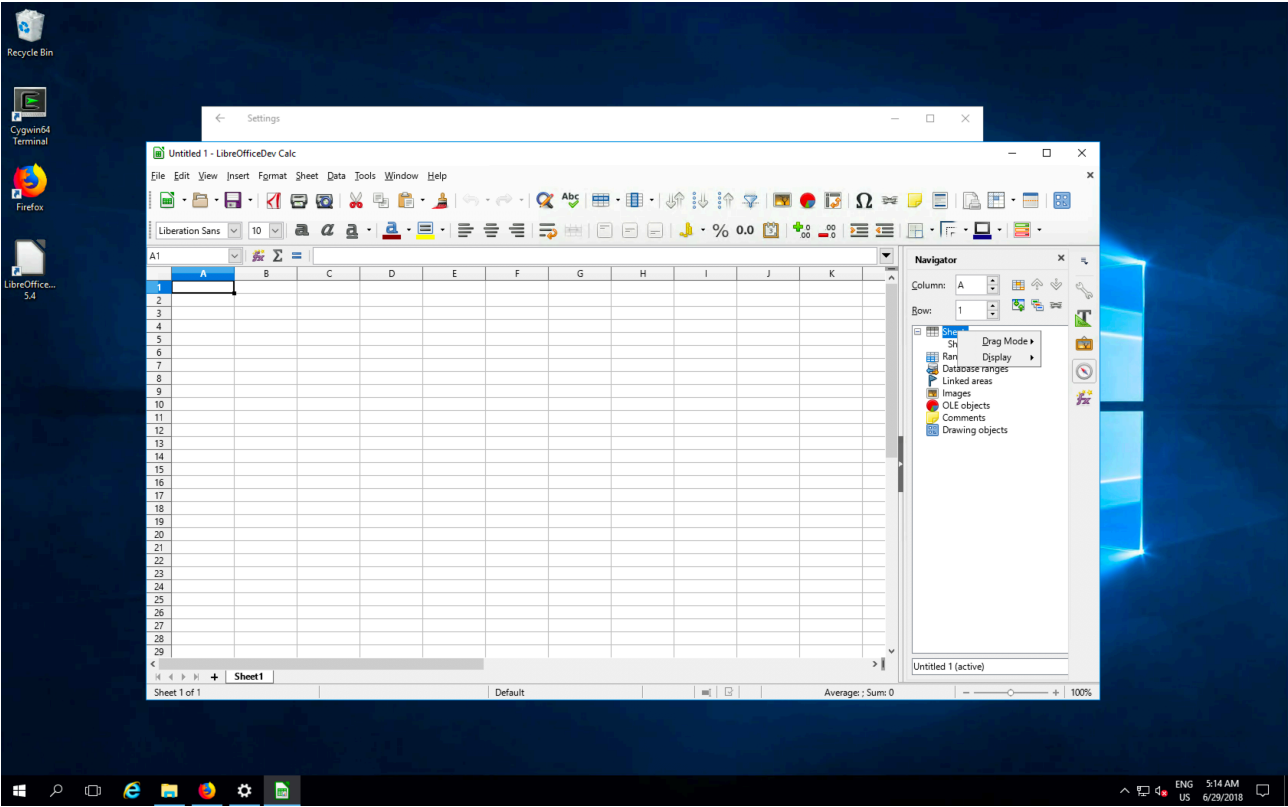 Recycle Bin
Cygwin64
Terminal
Firefox
LibreOffice...
5.4
Settings
Untitled 1 - LibreOfficeDev Calc
File Edit View Insert Format Sheet Data Tools Window Help
Liberation Sans 10
A1
A B C D E F G H I J K
1
2
3
4
5
6
7
8
9
10
11
12
13
14
15
16
17
18
19
20
21
22
23
24
25
26
27
28
29
Navigator
Column: A
Row: 1
Drag Mode
Display
Database ranges
Linked areas
Images
OLE objects
Comments
Drawing objects
Untitled 1 (active)
Sheet1
Sheet 1 of 1 Default Average: ; Sum: 0 100%
ENG 5:14 AM
US 6/29/2018